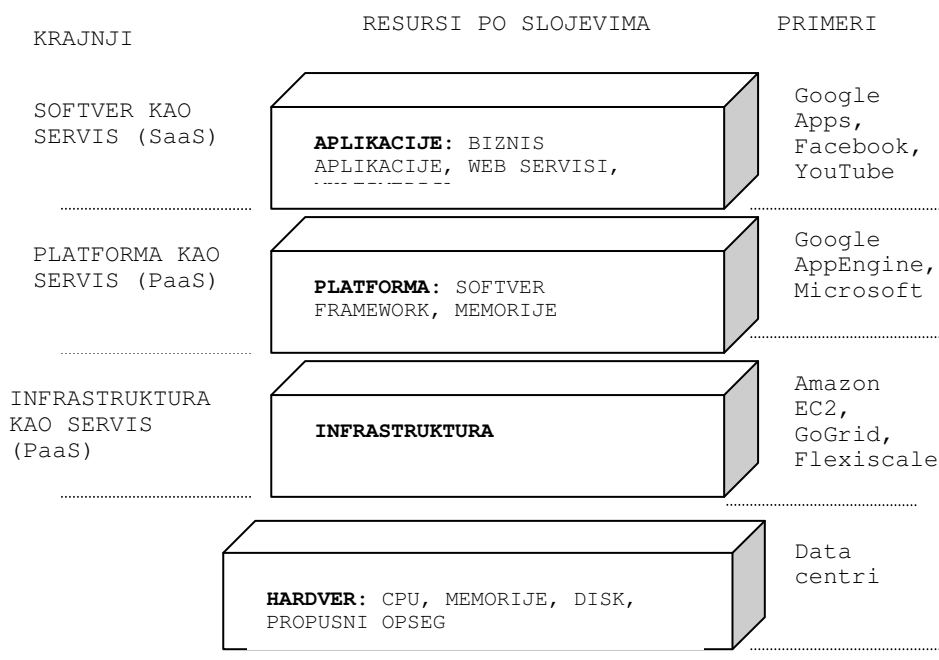 KRAJNJI
RESURSI PO SLOJEVIMA
PRIMERI
SOFTVER KAO
SERVIS (SaaS)
APLIKACIJE: BIZNIS
APLIKACIJE, WEB SERVISI,
Google
Apps,
Facebook,
YouTube
PLATFORMA KAO
SERVIS (PaaS)
PLATFORMA: SOFTVER
FRAMEWORK, MEMORIJE
Google
AppEngine,
Microsoft
INFRASTRUKTURA
KAO SERVIS
(PaaS)
INFRASTRUKTURA
Amazon
EC2,
GoGrid,
Flexiscale
HARDVER: CPU, MEMORIJE, DISK,
PROPUSNI OPSEG
Data
centri